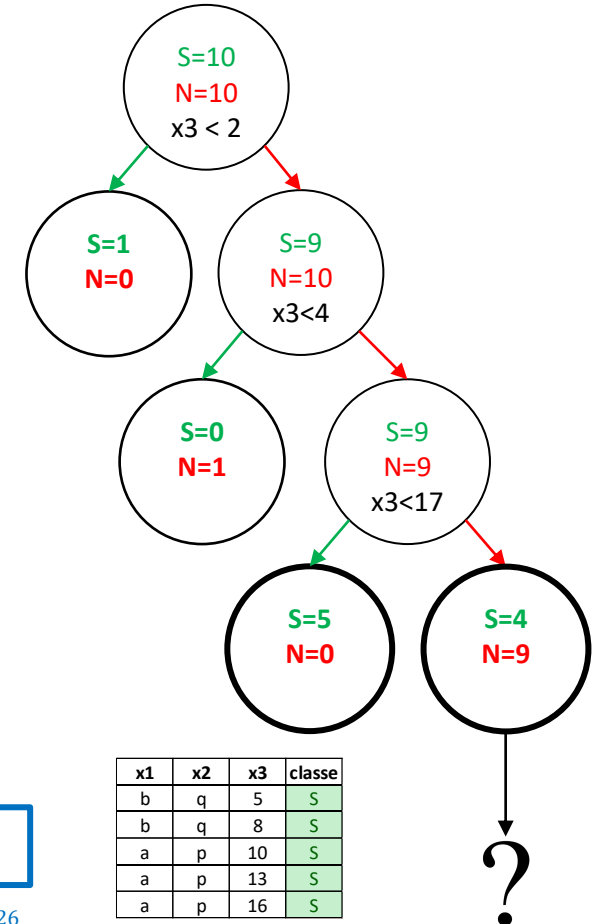 S=10
N=10
x3 < 2
S=1
N=0
S=9
N=10
x3<4
S=0
N=1
S=9
N=9
x3<17
S=5
N=0
S=4
N=9
x1 x2 x3 classe
b q 5 S
b q 8 S
a p 10 S
a p 13 S
a p 16 S
?
26